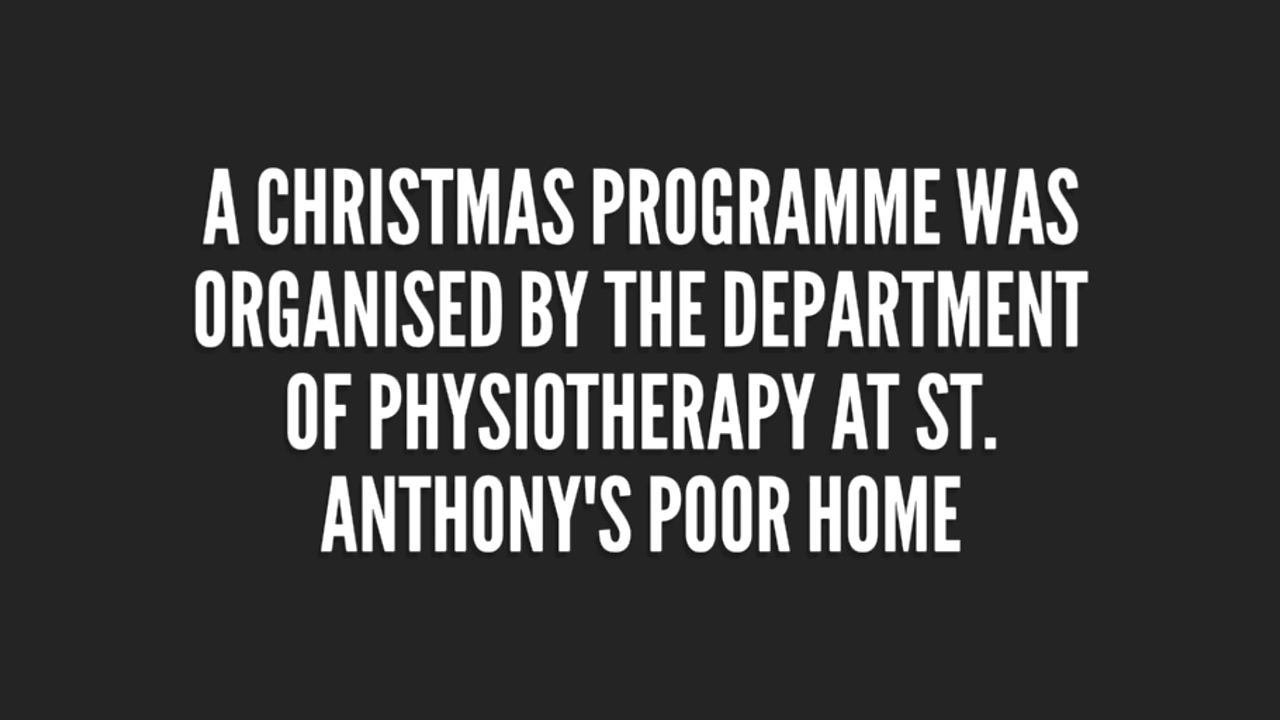 A CHRISTMAS PROGRAMME WAS
ORGANISED BY THE DEPARTMENT
OF PHYSIOTHERAPY AT ST.
ANTHONY'S POOR HOME